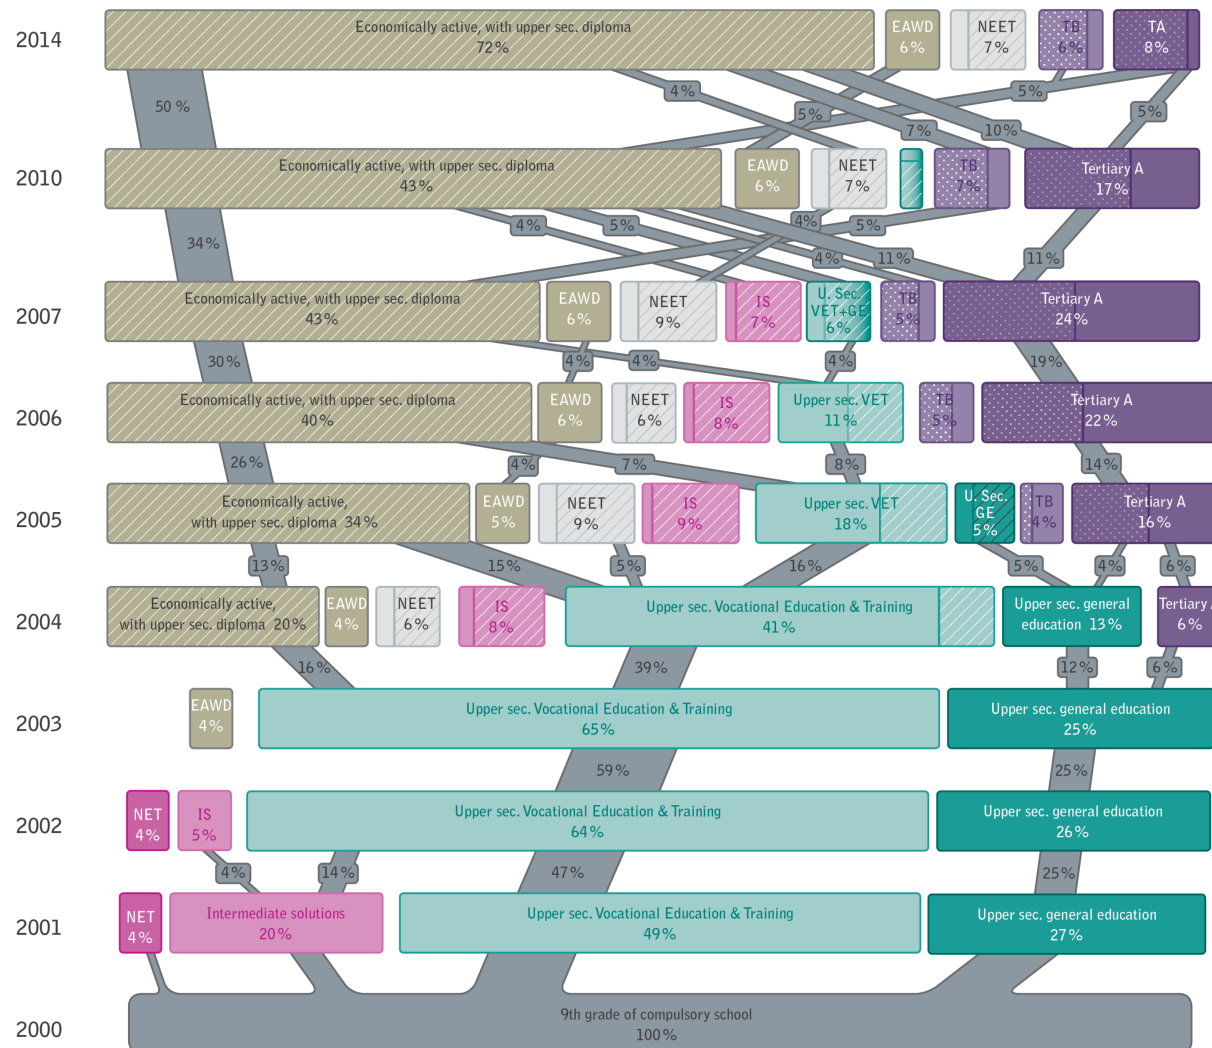 2014
Economically active, with upper sec. diploma
72%
EAWD
6%
NEET
7%
TB
6%
TA
8%
50 %
4%
5%
7%
10%
5%
5%
2010
Economically active, with upper sec. diploma
43%
EAWD
6%
NEET
7%
TB
7%
Tertiary A
17%
34%
4%
5%
4%
5%
4%
11%
11%
2007
Economically active, with upper sec. diploma
43%
EAWD
6%
NEET
9%
IS
7%
U. Sec.
VET+GE
6%
TB
5%
Tertiary A
24%
30%
4%
4%
4%
19%
2006
Economically active, with upper sec. diploma
40%
EAWD
6%
NEET
6%
IS
8%
Upper sec. VET
11%
TB
5%
Tertiary A
22%
26%
4%
7%
8%
14%
2005
Economically active,
with upper sec. diploma 34%
EAWD
5%
NEET
9%
IS
9%
Upper sec. VET
18%
U. Sec.
GE
5%
TB
4%
Tertiary A
16%
13%
15%
5%
16%
5%
4%
6%
2004
Economically active,
with upper sec. diploma 20%
EAWD
4%
NEET
6%
IS
8%
Upper sec. Vocational Education & Training
41%
Upper sec. general
education 13%
Tertiary
6%
16%
39%
12%
6%
2003
EAWD
4%
Upper sec. Vocational Education & Training
65%
Upper sec. general education
25%
59%
25%
2002
NET
4%
IS
5%
Upper sec. Vocational Education & Training
64%
Upper sec. general education
26%
4%
14%
47%
25%
2001
NET
4%
Intermediate solutions
20%
Upper sec. Vocational Education & Training
49%
Upper sec. general education
27%
2000
9th grade of compulsory school
100%